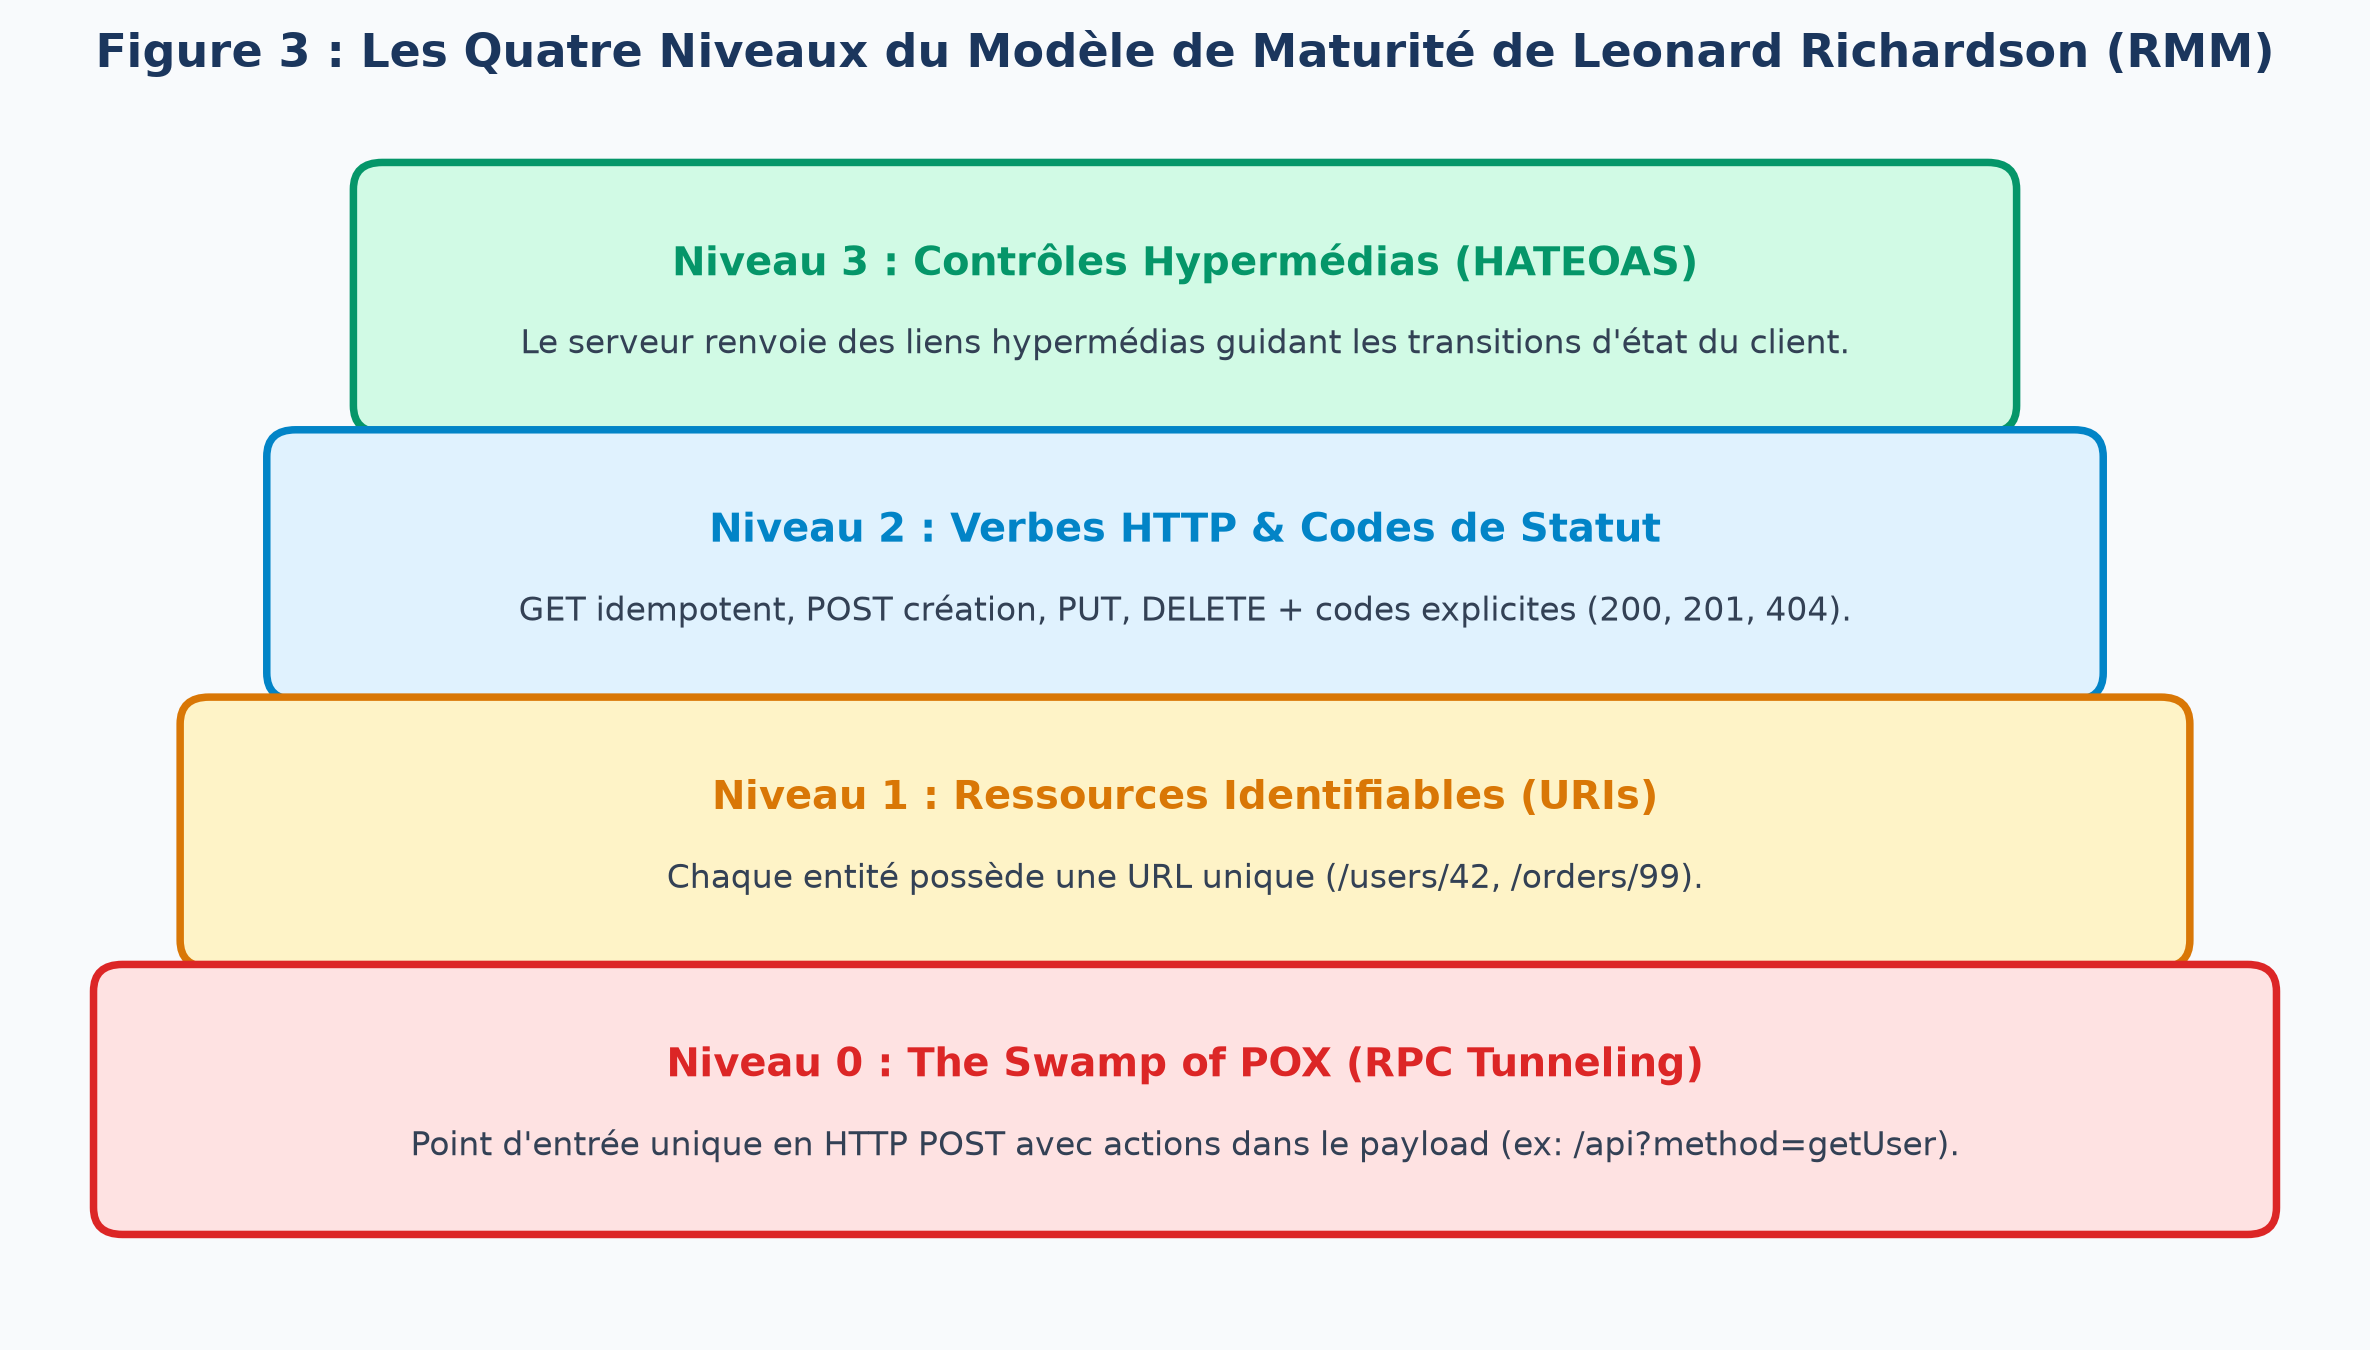 Figure 3 : Les Quatre Niveaux du Modèle de Maturité de Leonard Richardson (RMM)
Niveau 3 : Contrôles Hypermédias (HATEOAS)
Le serveur renvoie des liens hypermédias guidant les transitions d'état du client.
Niveau 2 : Verbes HTTP & Codes de Statut
GET idempotent, POST création, PUT, DELETE + codes explicites (200, 201, 404).
Niveau 1 : Ressources Identifiables (URIs)
Chaque entité possède une URL unique (/users/42, /orders/99).
Niveau 0 : The Swamp of POX (RPC Tunneling)
Point d'entrée unique en HTTP POST avec actions dans le payload (ex: /api?method=getUser).